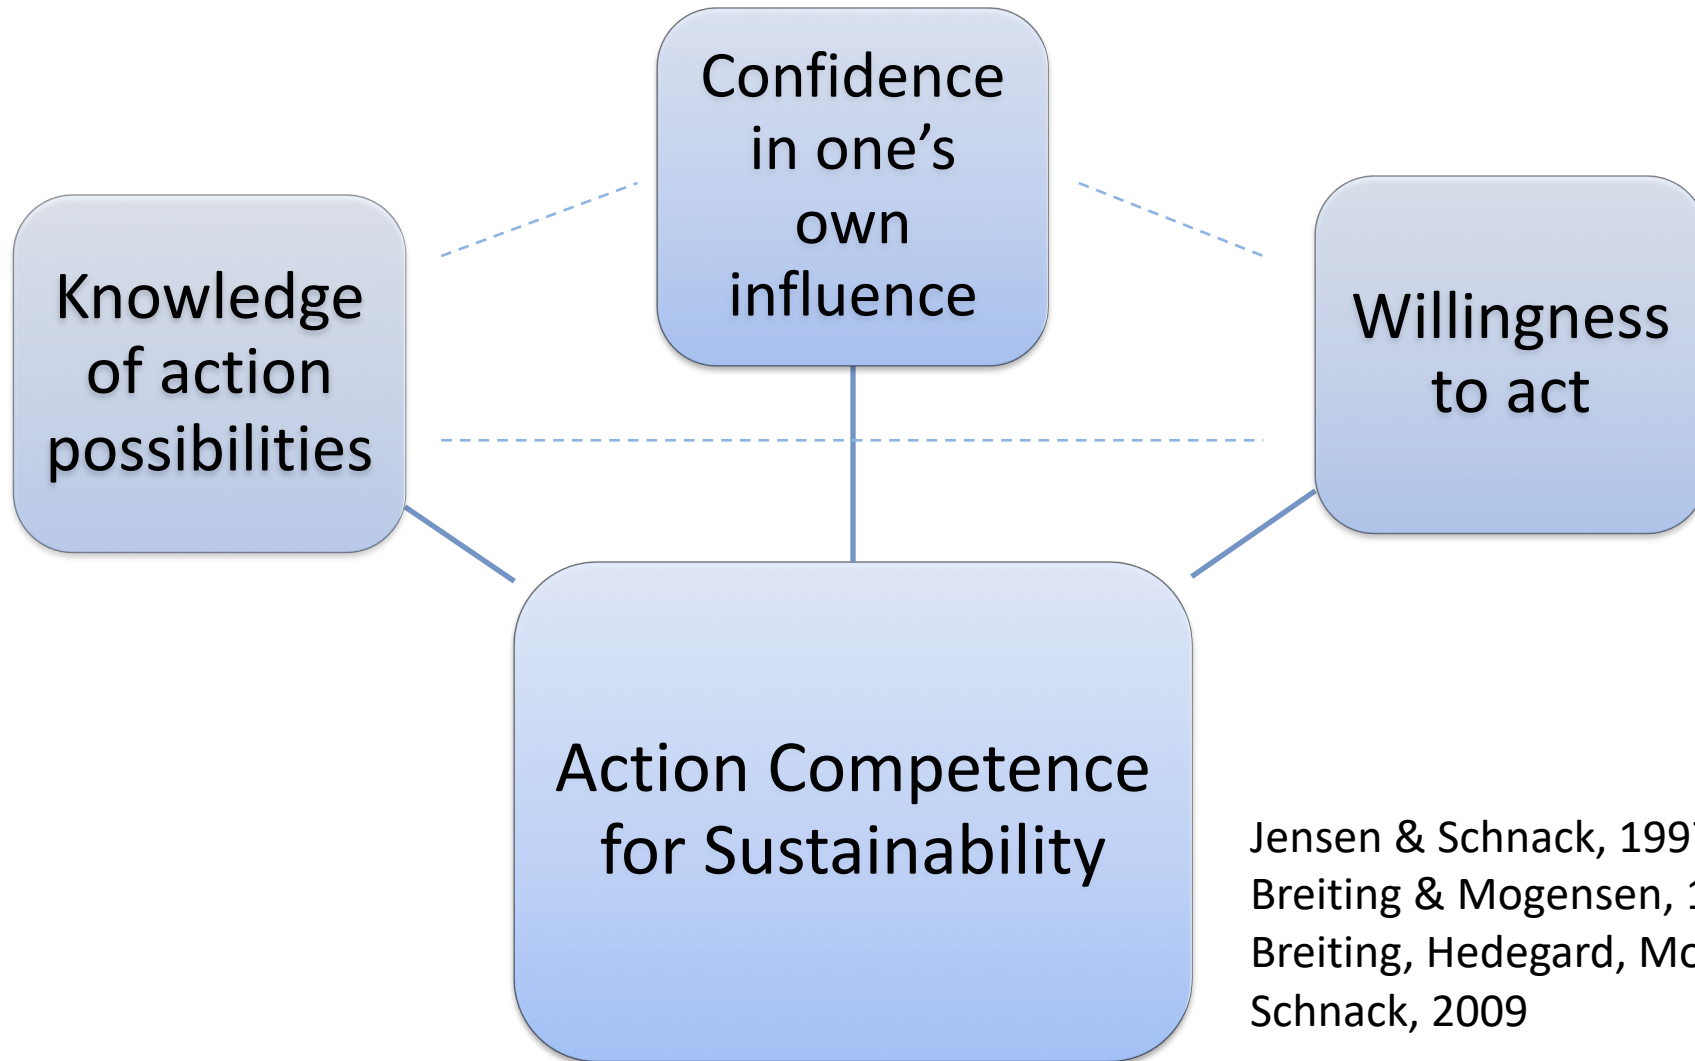 Confidence
in one’s
own
influence
Knowledge
of action
possibilities
Willingness
to act
Action Competence
for Sustainability
Jensen & Schnack,
Breiting & Mogensen,
Breiting, Hedegard,
Schnack, 2009